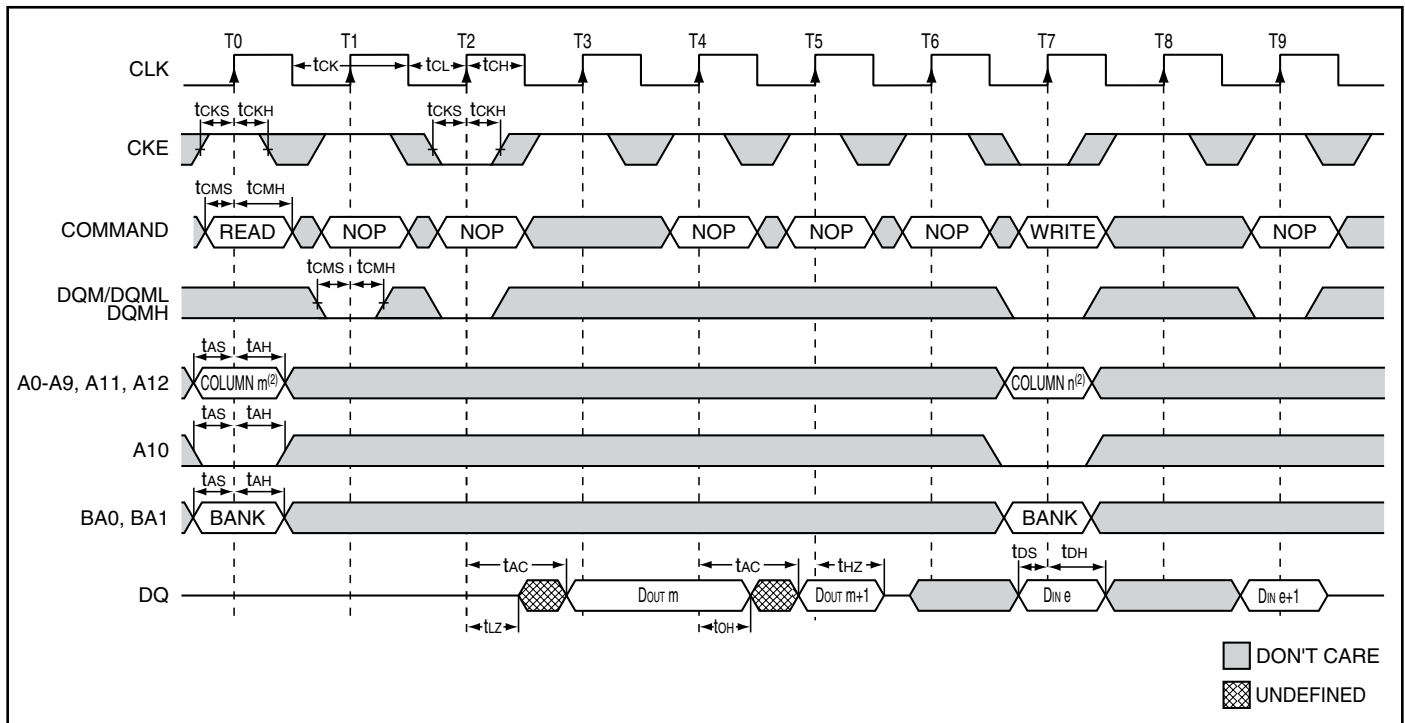 T0 T1 T2 T3 T4 T5 T6 T7 T8 T9
CLK tCK tCL tCH
tCKS tCKH tCKS tCKH
CKE
tCMS tCMH
COMMAND READ NOP NOP NOP NOP NOP WRITE NOP
tCMS tCMH
DQM/DQML
DQMH
tAS tAH
A0-A9, A11, A12 COLUMN m(2) COLUMN n(2)
tAS tAH
A10
tAS tAH
BA0, BA1 BANK BANK
tAC tAC tHZ tDS tDH
DQ DOUT m DOUT m+1 DIN e DIN e+1
tLZ tOH
DON'T CARE
UNDEFINED